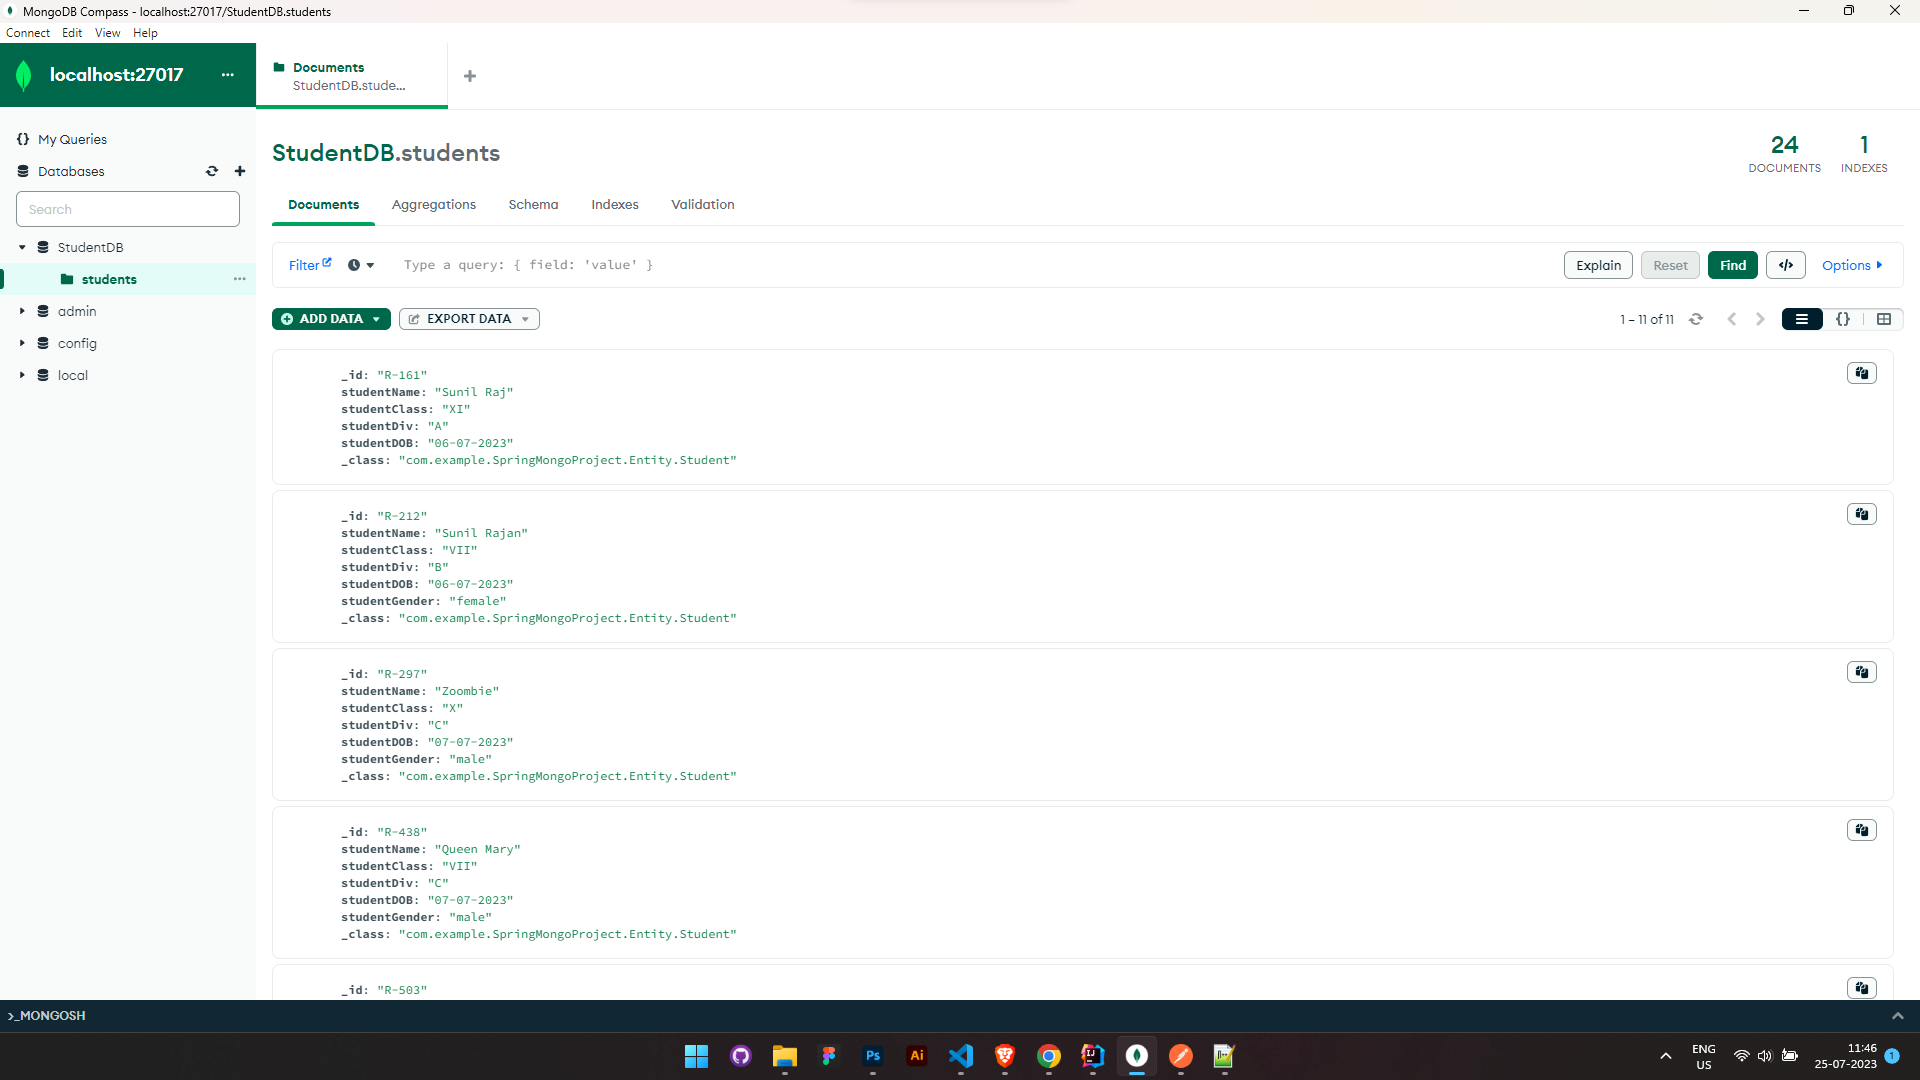 MongoDB Compass - localhost:27017/StudentDB.students
Connect Edit View Help
localhost:27017 ...
Documents
StudentDB.stude...
{} My Queries
Databases
Search
StudentDB
students ...
admin
config
local
StudentDB.students
24
DOCUMENTS
1
INDEXES
Documents Aggregations Schema Indexes Validation
Filter Type a query: { field: 'value' } Explain Reset Find </> Options
ADD DATA EXPORT DATA 1 – 11 of 11 {}
_id: "R-161"
studentName: "Sunil Raj"
studentClass: "XI"
studentDiv: "A"
studentDOB: "06-07-2023"
_class: "com.example.SpringMongoProject.Entity.Student"
_id: "R-212"
studentName: "Sunil Rajan"
studentClass: "VII"
studentDiv: "B"
studentDOB: "06-07-2023"
studentGender: "female"
_class: "com.example.SpringMongoProject.Entity.Student"
_id: "R-297"
studentName: "Zoombie"
studentClass: "X"
studentDiv: "C"
studentDOB: "07-07-2023"
studentGender: "male"
_class: "com.example.SpringMongoProject.Entity.Student"
_id: "R-438"
studentName: "Queen Mary"
studentClass: "VII"
studentDiv: "C"
studentDOB: "07-07-2023"
studentGender: "male"
_class: "com.example.SpringMongoProject.Entity.Student"
_id: "R-503"
>_MONGOSH
Ps Ai IJ
ENG
US
11:46
25-07-2023
1